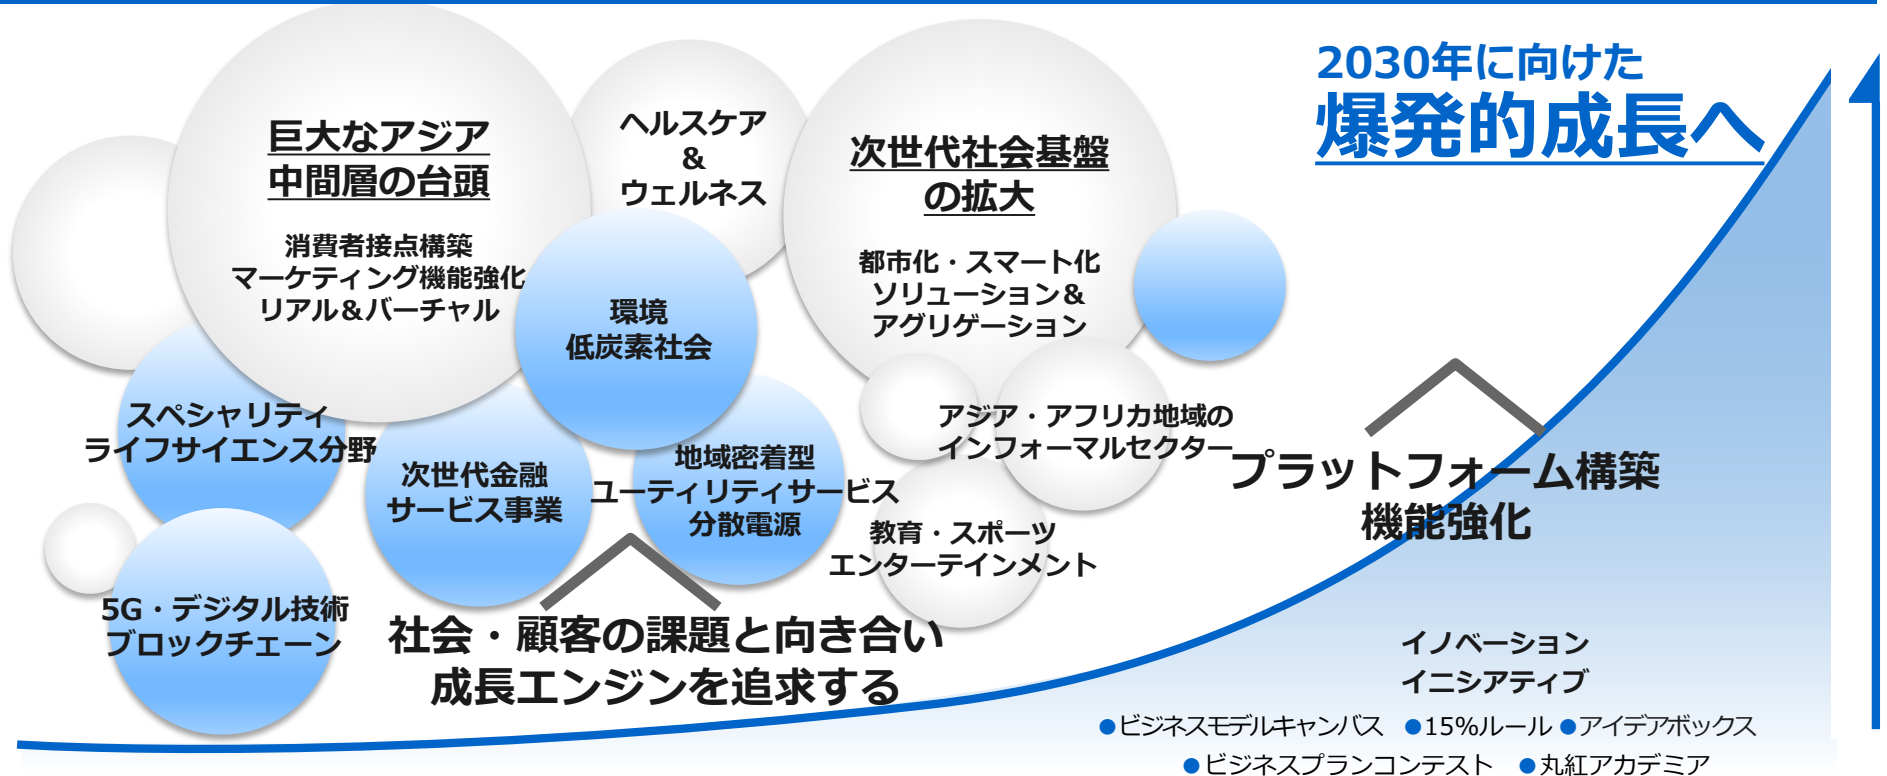 2030年に向けた
爆発的成長へ
巨大なアジア
中間層の台頭
消費者接点構築
マーケティング機能強化
リアル＆バーチャル
ヘルスケア
&
ウェルネス
次世代社会基盤
の拡大
都市化・スマート化
ソリューション＆
アグリゲーション
環境
低炭素社会
スペシャリティ
ライフサイエンス分野
次世代金融
サービス事業
地域密着型
ユーティリティサービス
分散電源
アジア・アフリカ地域の
インフォーマルセクター
教育・スポーツ
エンターテインメント
5G・デジタル技術
ブロックチェーン
社会・顧客の課題と向き合い
成長エンジンを追求する
プラットフォーム構築
機能強化
イノベーション
イニシアティブ
●ビジネスモデルキャンバス ●15%ルール ●アイデアボックス
●ビジネスプランコンテスト ●丸紅アカデミア